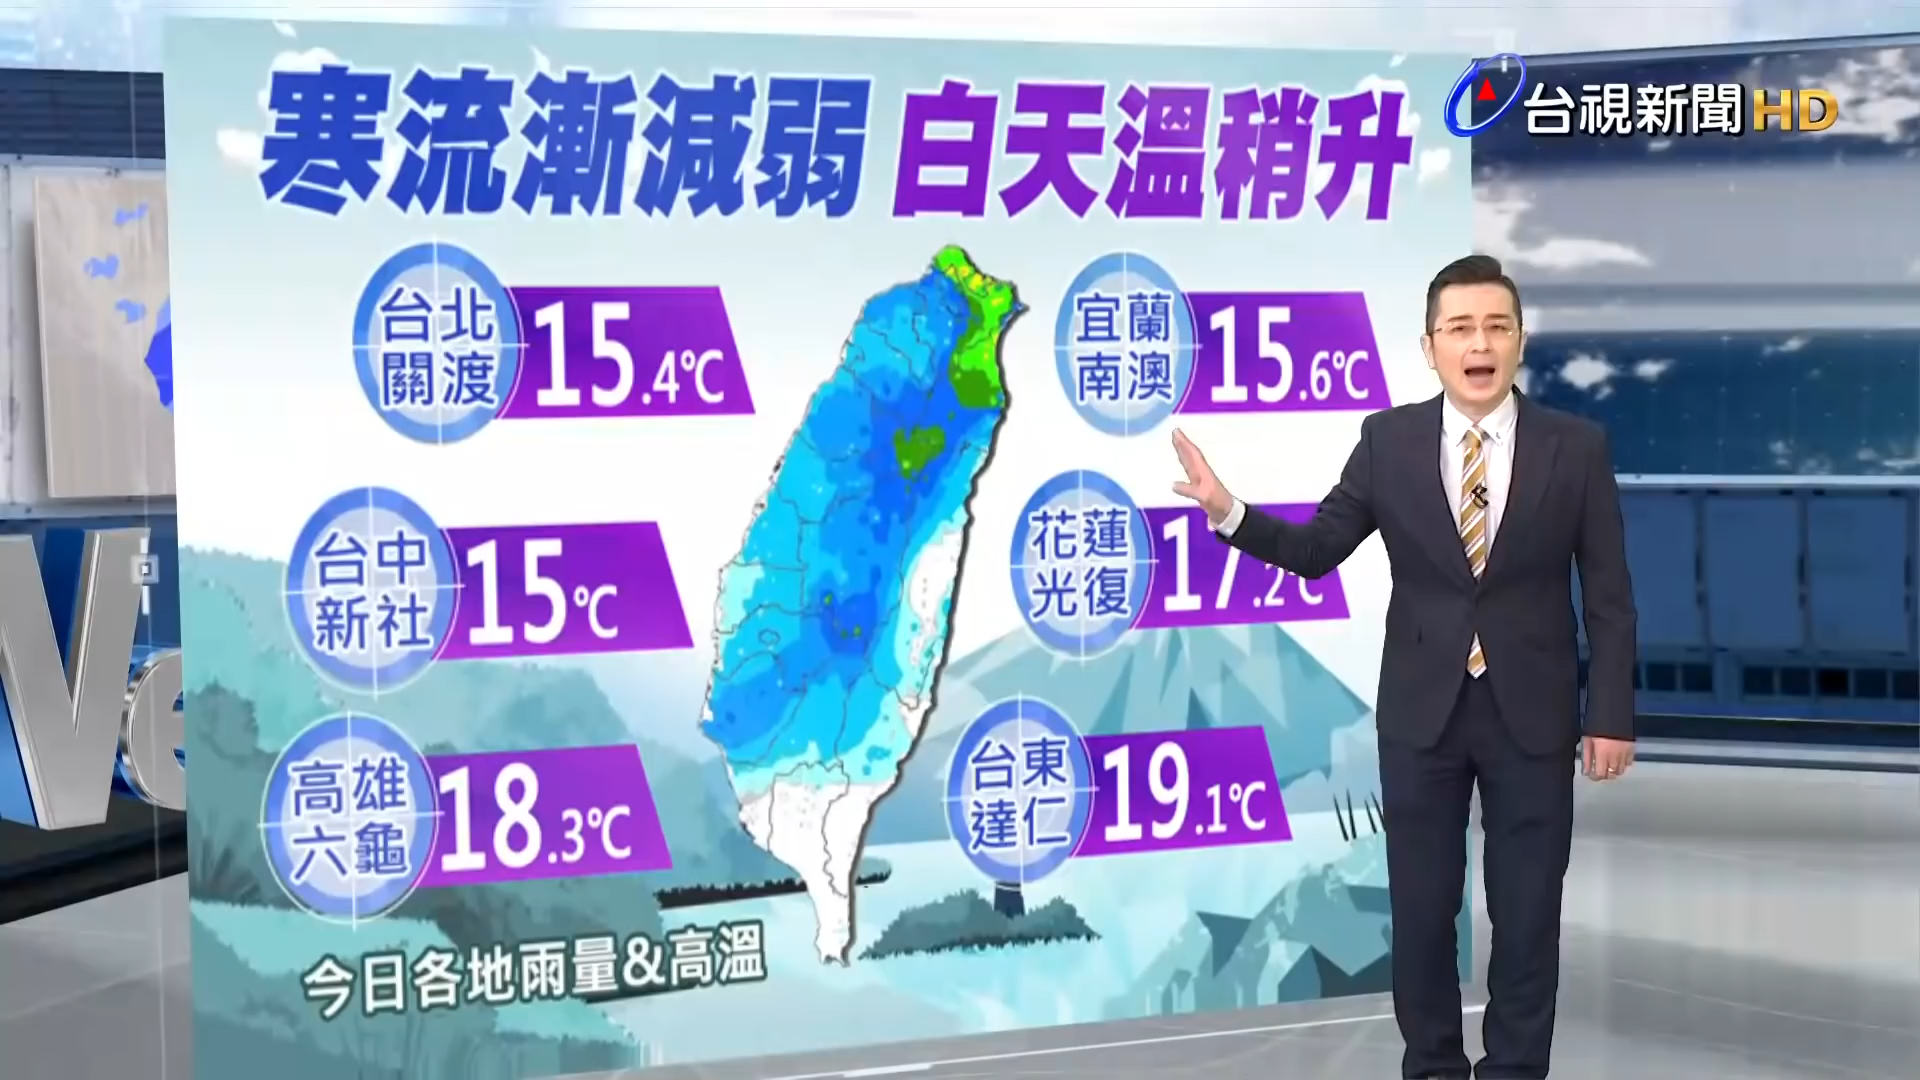 寒流漸減弱 白天溫稍升
台視新聞HD
台北
關渡
15.4℃
宜蘭
南澳
15.6℃
台中
新社
15℃
花蓮
光復
17.2℃
高雄
六龜
18.3℃
台東
達仁
19.1℃
今日各地雨量&高溫